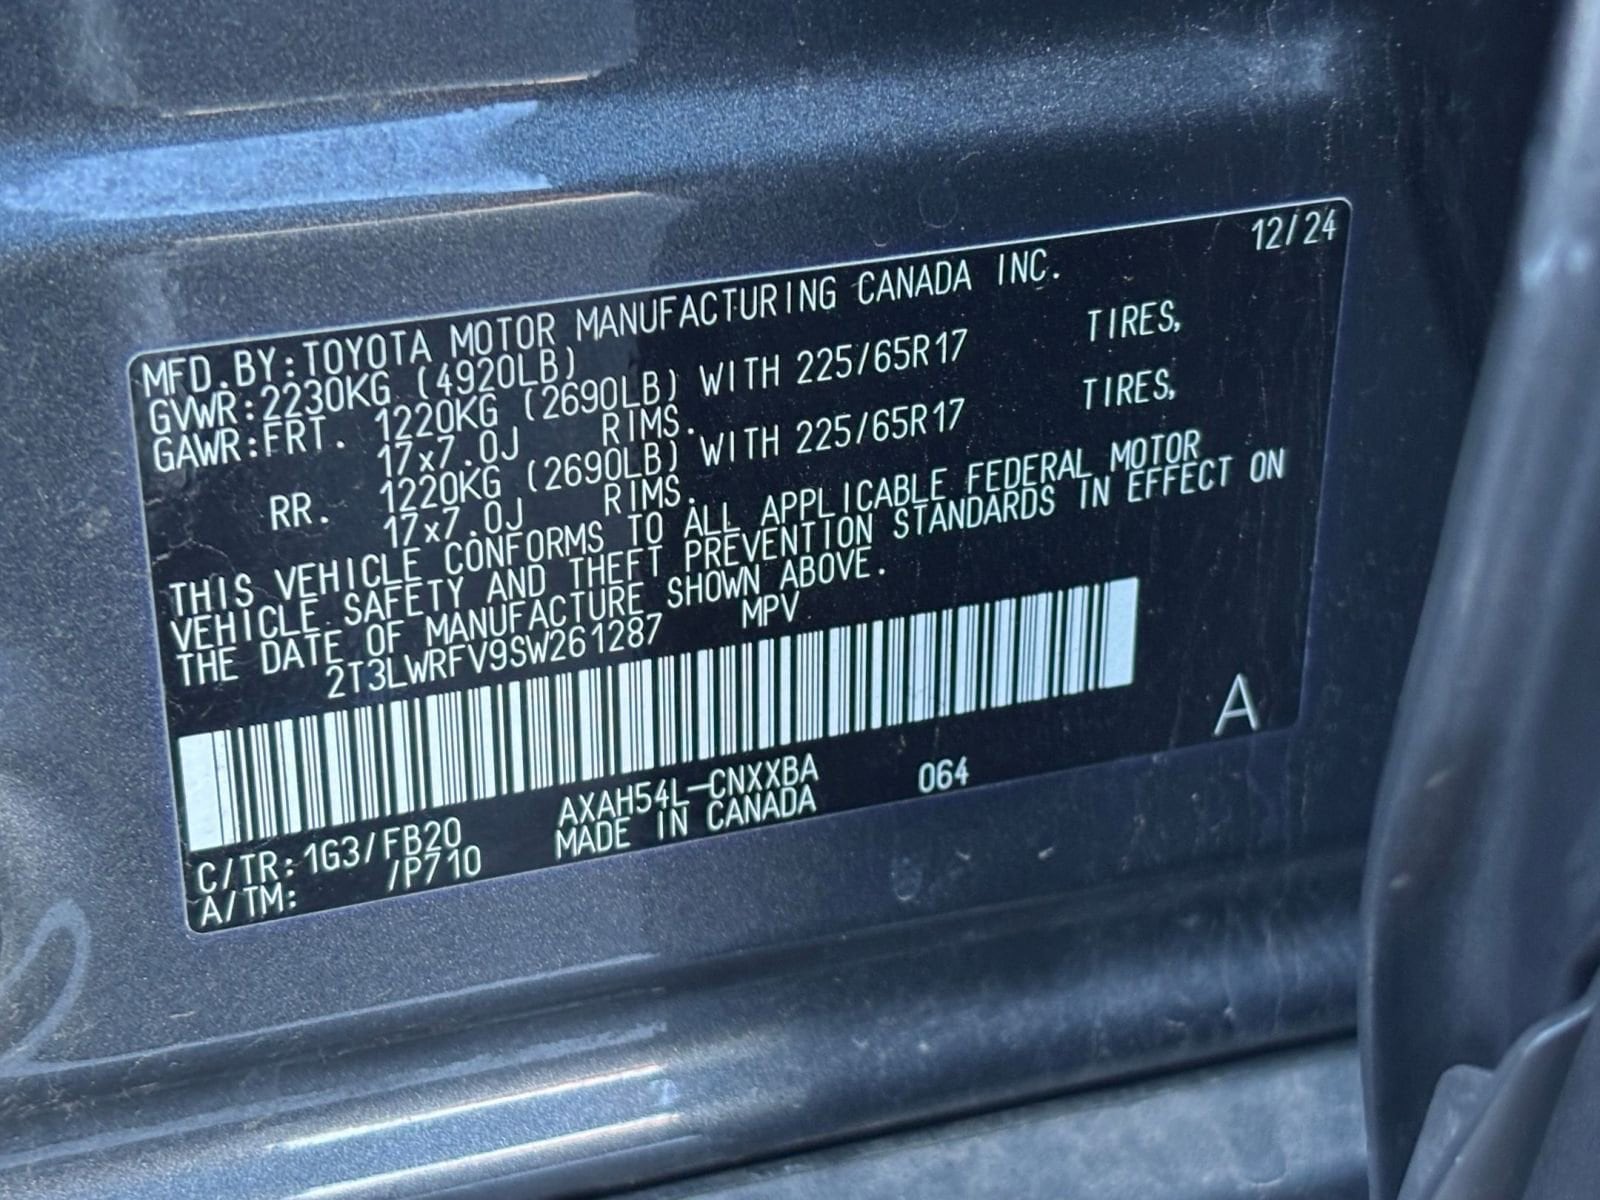 12/24
MFD.BY:TOYOTA MOTOR MANUFACTURING CANADA INC.
GVWR:2230KG (4920LB)
GAWR:FRT. 1220KG (2690LB) WITH 225/65R17 TIRES,
17x7.0J RIMS.
RR. 1220KG (2690LB) WITH 225/65R17 TIRES,
17x7.0J RIMS.
THIS VEHICLE CONFORMS TO ALL APPLICABLE FEDERAL MOTOR
VEHICLE SAFETY AND THEFT PREVENTION STANDARDS IN EFFECT ON
THE DATE OF MANUFACTURE SHOWN ABOVE.
2T3LWRFV9SW261287 MPV
A
AXAH54L-CNXXBA 064
MADE IN CANADA
C/TR:1G3/FB20
A/TM: /P710